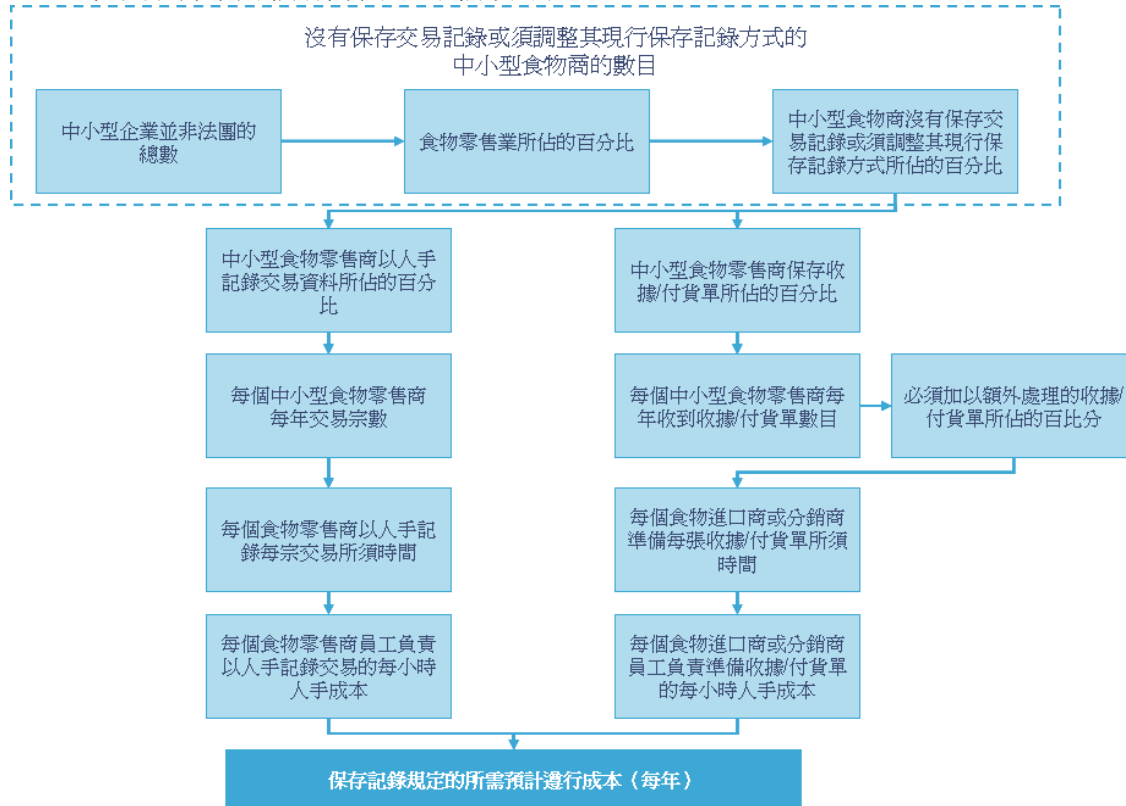 沒有保存交易記錄或須調整其現行保存記錄方式的
中小型食物商的數目
中小型企業並非法團的
總數
食物零售業所佔的百分比
中小型食物商沒有保存交
易記錄或須調整其現行保
存記錄方式所佔的百分比
中小型食物零售商以人手
記錄交易資料所佔的百分
比
中小型食物零售商保存收
據/付貨單所佔的百分比
每個中小型食物零售商
每年交易宗數
每個中小型食物零售商每
年收到收據/付貨單數目
必須加以額外處理的收據/
付貨單所佔的百比分
每個食物零售商以人手記
錄每宗交易所須時間
每個食物進口商或分銷商
準備每張收據/付貨單所須
時間
每個食物零售商員工負責
以人手記錄交易的每小時
人手成本
每個食物進口商或分銷商
員工負責準備收據/付貨單
的每小時人手成本
保存記錄規定的所需預計遵行成本（每年）